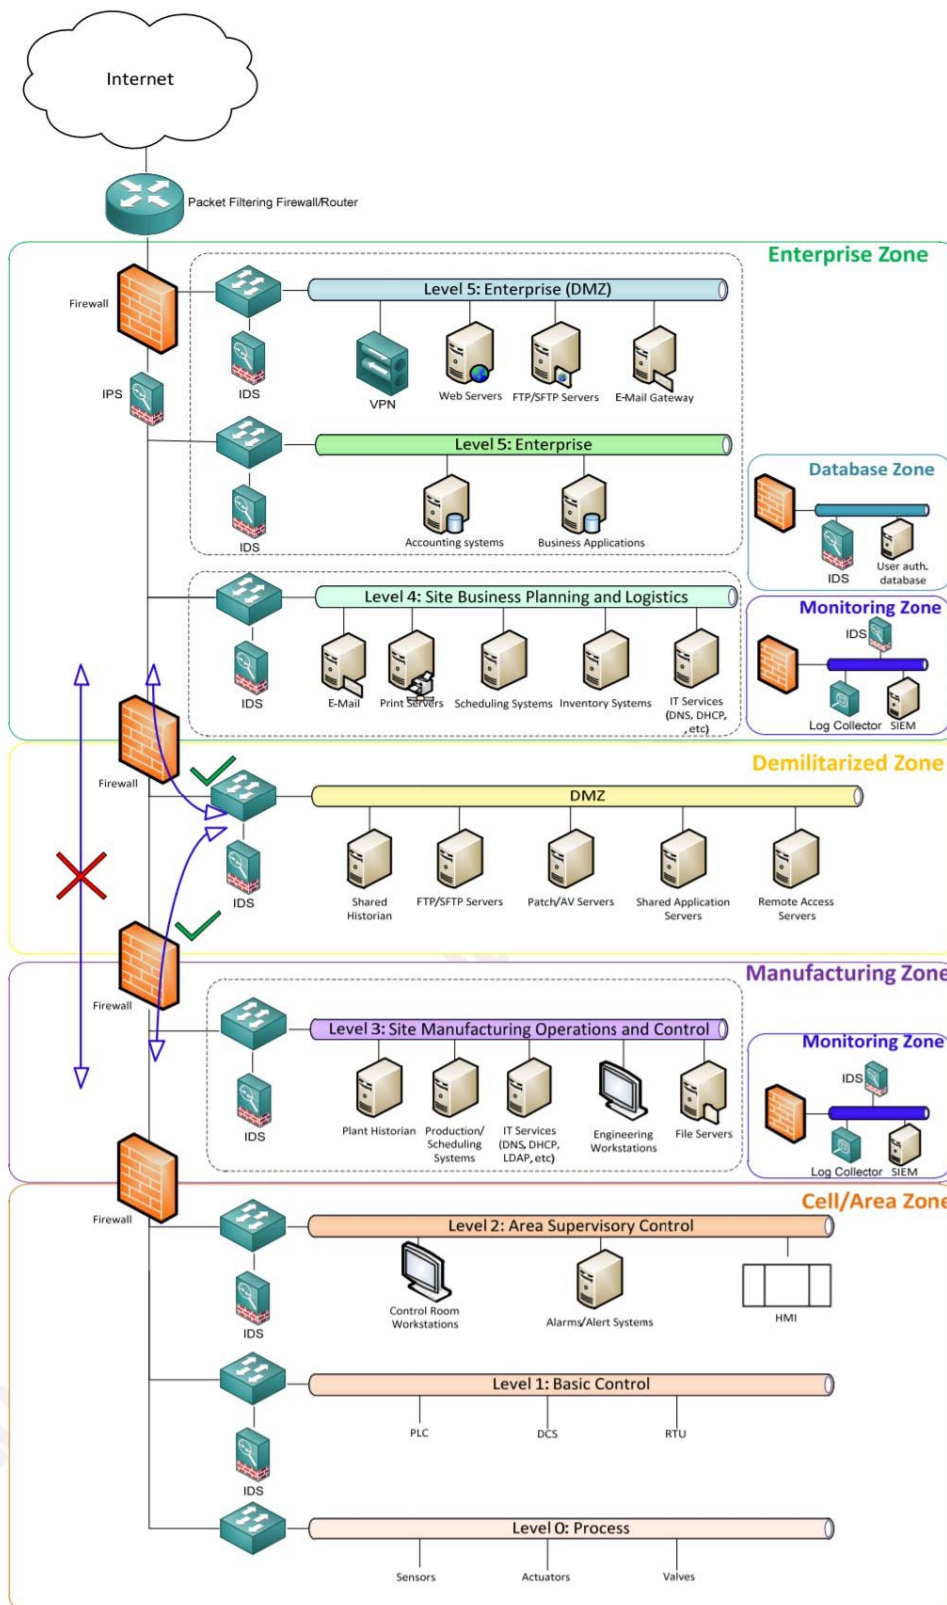 Internet
Packet Filtering Firewall/Router
Enterprise Zone
Firewall
Level 5: Enterprise (DMZ)
IPS
IDS
VPN
Web Servers
FTP/SFTP Servers
E-Mail Gateway
Level 5: Enterprise
IDS
Accounting systems
Business Applications
Database Zone
IDS
User auth,
database
Level 4: Site Business Planning and Logistics
IDS
E-Mail
Print Servers
Scheduling Systems
Inventory Systems
IT Services
(DNS, DHCP,
, etc)
Monitoring Zone
IDS
Log Collector
SIEM
Demilitarized Zone
Firewall
DMZ
IDS
Shared
Historian
FTP/SFTP Servers
Patch/AV Servers
Shared Application
Servers
Remote Access
Servers
Manufacturing Zone
Firewall
Level 3: Site Manufacturing Operations and Control
IDS
Plant Historian
Production/
Scheduling
Systems
IT Services
(DNS, DHCP,
LDAP, etc)
Engineering
Workstations
File Servers
Monitoring Zone
IDS
Log Collector
SIEM
Cell/Area Zone
Firewall
Level 2: Area Supervisory Control
IDS
Control Room
Workstations
Alarms/Alert Systems
HMI
Level 1: Basic Control
IDS
PLC
DCS
RTU
Level 0: Process
Sensors
Actuators
Valves